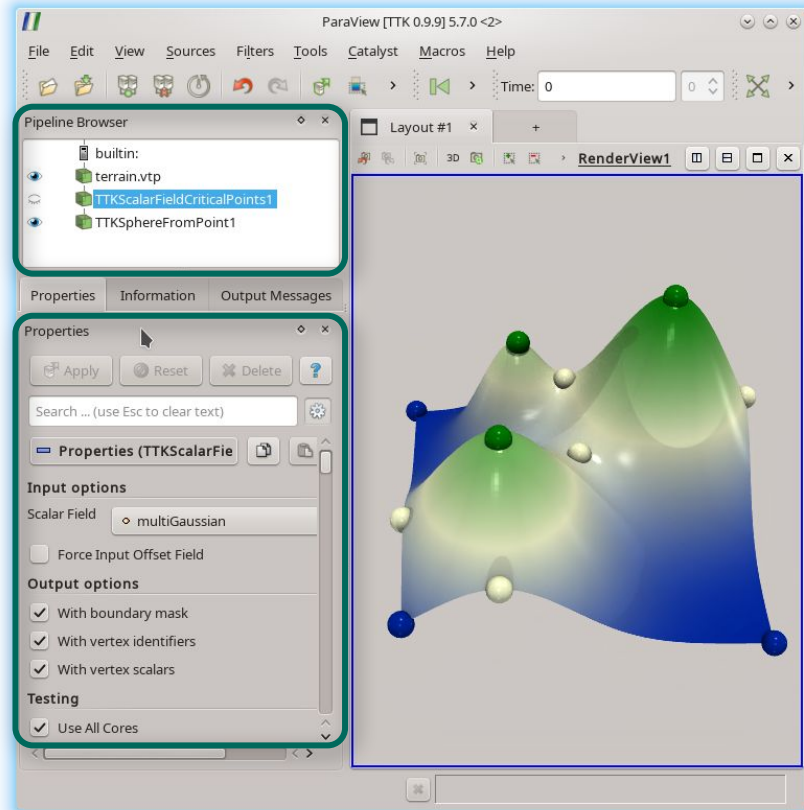 ParaView [TTK 0.9.9] 5.7.0 <2>
File Edit View Sources Filters Tools Catalyst Macros Help
Time: 0 0
Pipeline Browser
builtin:
terrain.vtp
TTKScalarFieldCriticalPoints1
TTKSphereFromPoint1
Layout #1 +
3D RenderView1
Properties Information Output Messages
Properties
Apply Reset Delete ?
Search ... (use Esc to clear text)
Properties (TTKScalarFie
Input options
Scalar Field multiGaussian
Force Input Offset Field
Output options
With boundary mask
With vertex identifiers
With vertex scalars
Testing
Use All Cores